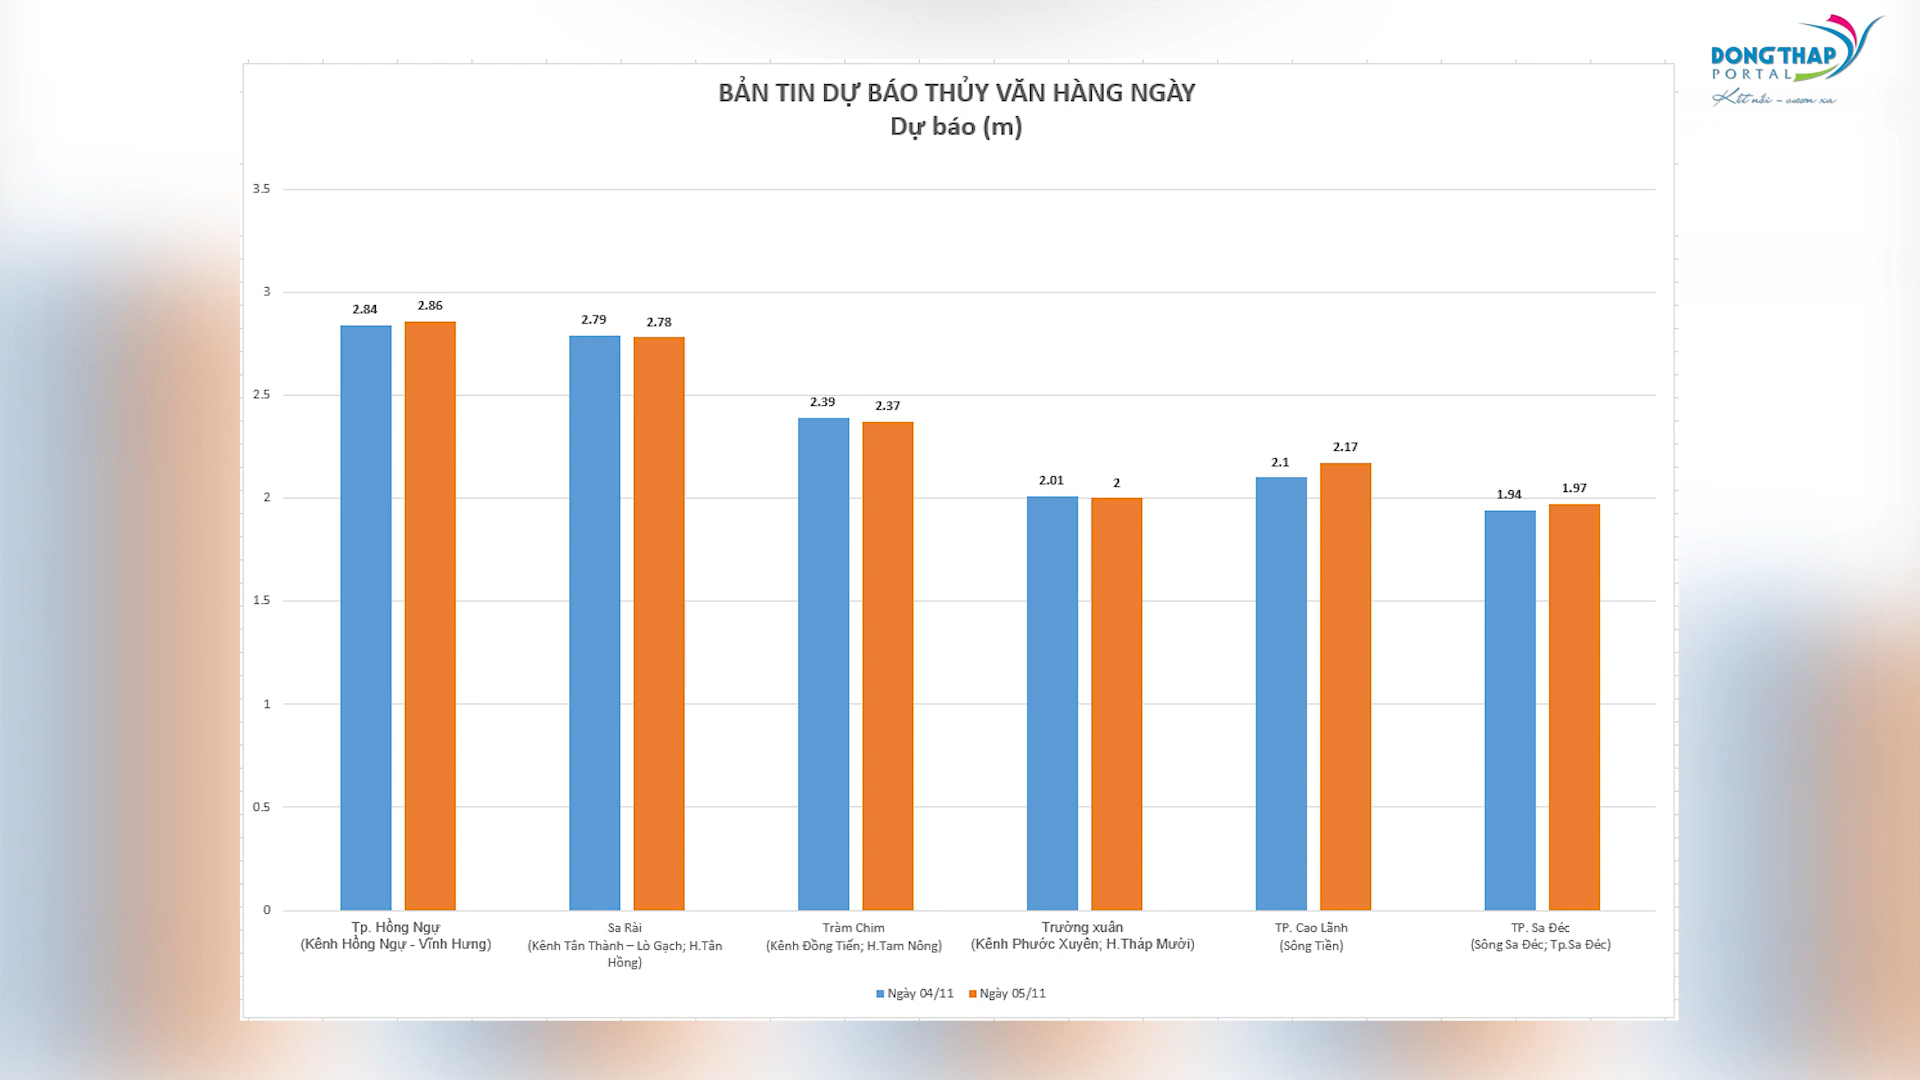 DONGTHAP
PORTAL
Kết nối - vươn xa
BẢN TIN DỰ BÁO THỦY VĂN HÀNG NGÀY
Dự báo (m)
3.5
3
2.5
2
1.5
1
0.5
0
2.84
2.86
2.79
2.78
2.39
2.37
2.01
2
2.1
2.17
1.94
1.97
Tp. Hồng Ngự
(Kênh Hồng Ngự - Vĩnh Hưng)
Sa Rài
(Kênh Tân Thành – Lò Gạch; H.Tân
Hồng)
Tràm Chim
(Kênh Đồng Tiến; H.Tam Nông)
Trường xuân
(Kênh Phước Xuyên; H.Tháp Mười)
TP. Cao Lãnh
(Sông Tiền)
TP. Sa Đéc
(Sông Sa Đéc; Tp.Sa Đéc)
Ngày 04/11
Ngày 05/11